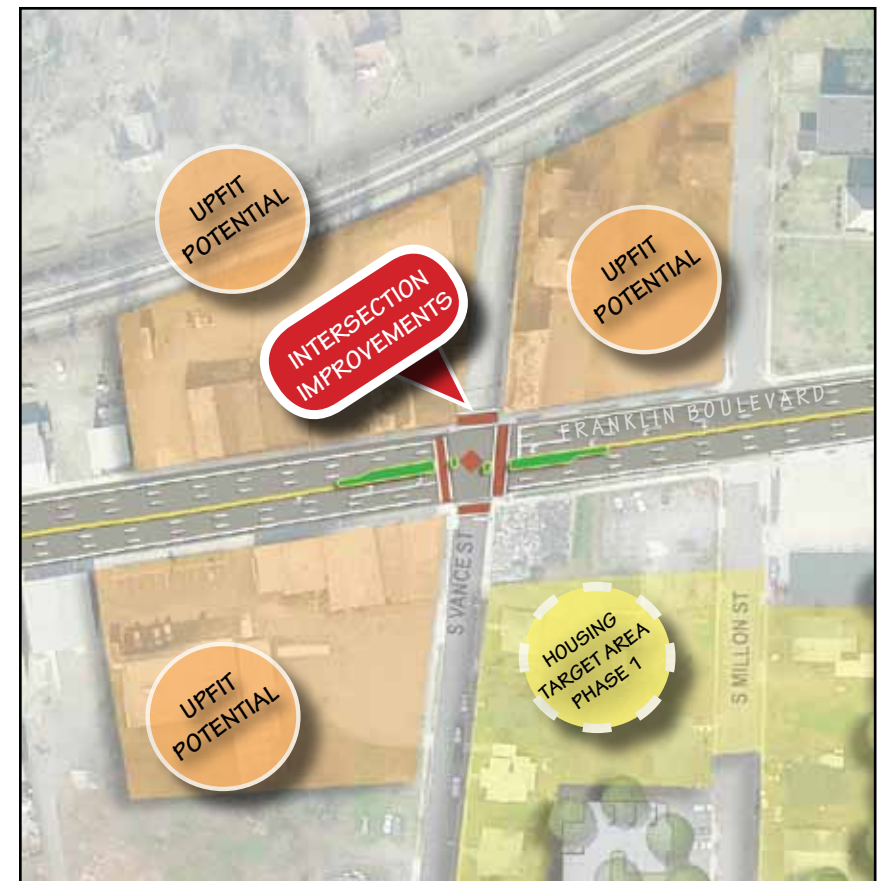 UPFIT
POTENTIAL
UPFIT
POTENTIAL
INTERSECTION
IMPROVEMENTS
FRANKLIN BOULEVARD
S VANCE ST
HOUSING
TARGET AREA
PHASE 1
S MILLON ST
UPFIT
POTENTIAL